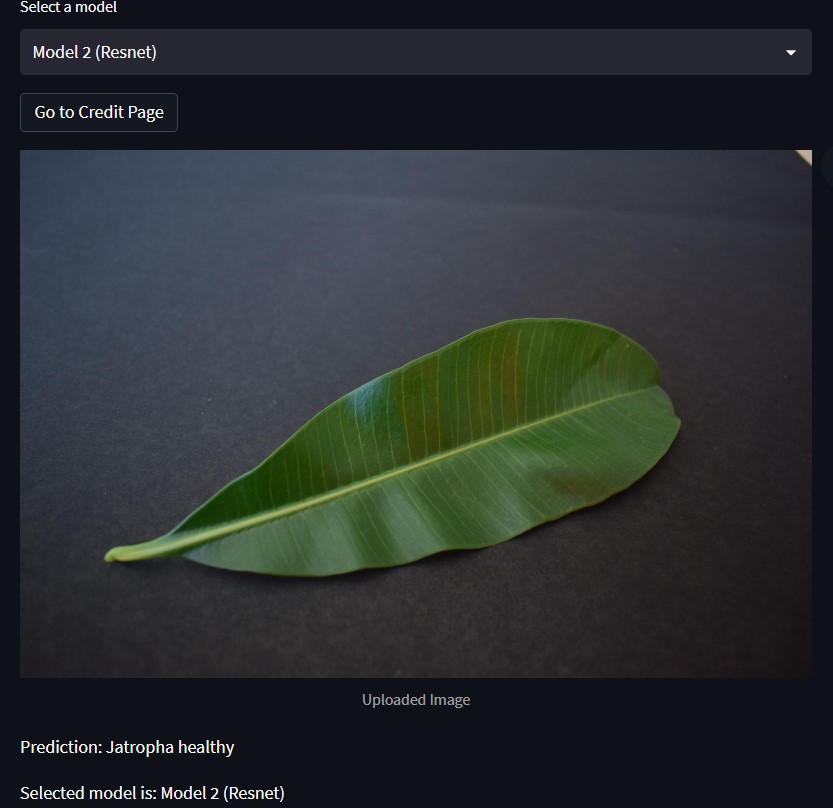 Select a model
Model 2 (Resnet)
Go to Credit Page
Uploaded Image
Prediction: Jatropha healthy
Selected model is: Model 2 (Resnet)